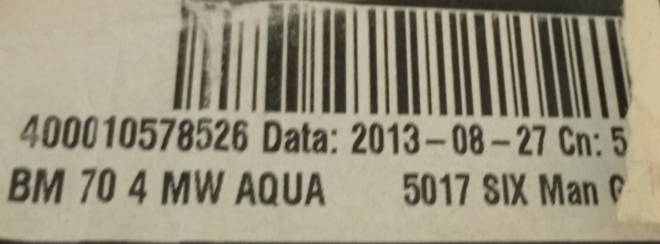 400010578526 Data: 2013-08-27 Cn: 5
BM 70 4 MW AQUA 5017 SIX Man